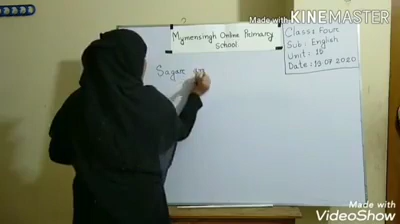 Made with KINEMASTER
Mymensingh Online Primary
School
Class: Four
Sub: English
Unit: 15
Date: 19.07.2020
Sagar
Made with
VideoShow